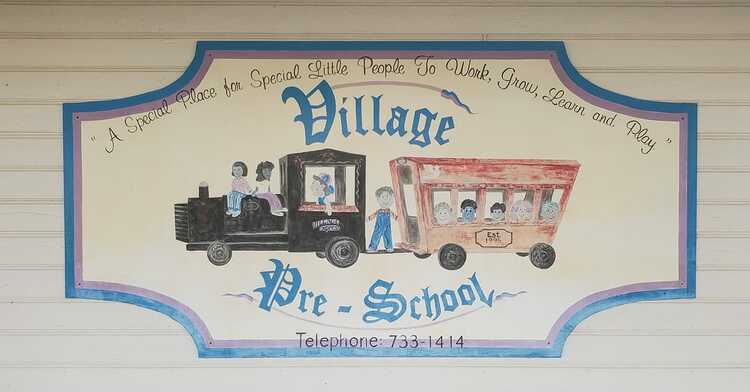 "A Special Place for Special Little People To Work, Grow, Learn and Play"
Village
Est.
1995
Pre-School
Telephone: 733-1414